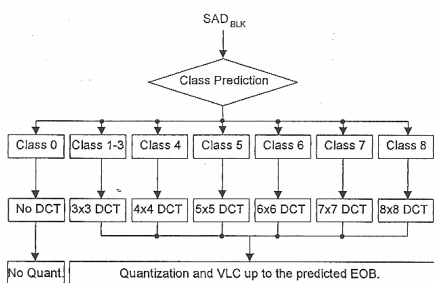 SAD BLK
Class Prediction
Class 0 Class 1-3 Class 4 Class 5 Class 6 Class 7 Class 8
No DCT 3x3 DCT 4x4 DCT 5x5 DCT 6x6 DCT 7x7 DCT 8x8 DCT
No Quant. Quantization and VLC up to the predicted EOB.